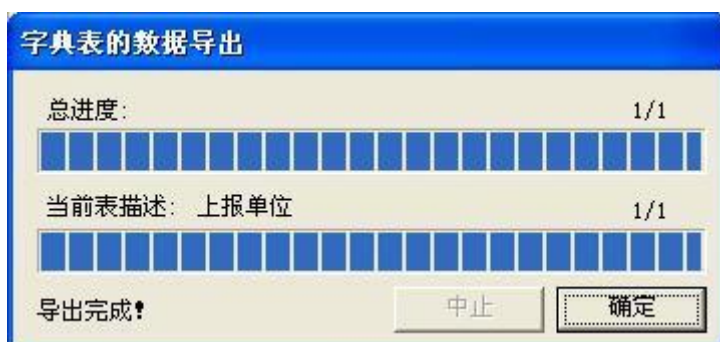 字典表的数据导出
总进度: 1/1
当前表描述: 上报单位 1/1
导出完成! 中止 确定